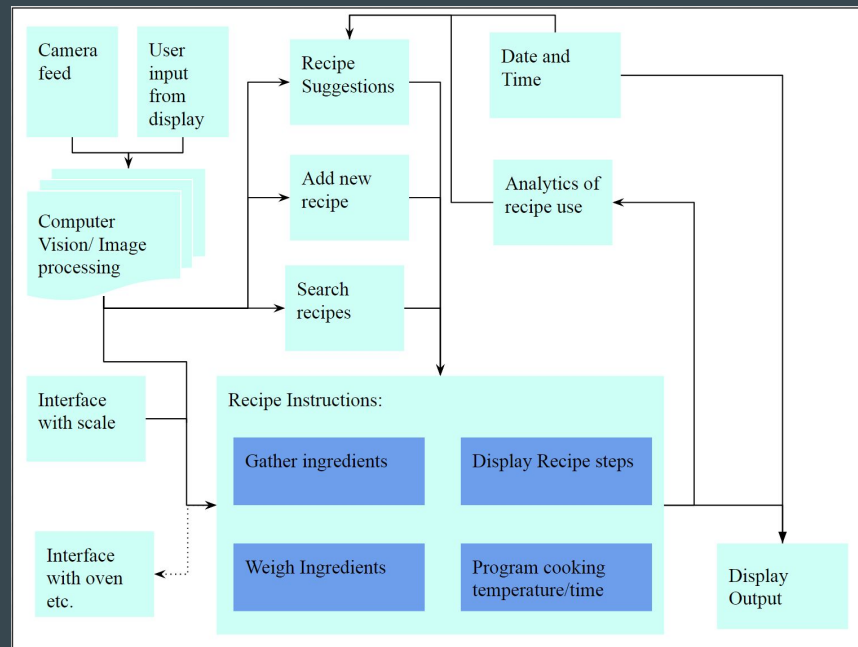 Camera
feed
User
input
from
display
Recipe
Suggestions
Date and
Time
Add new
recipe
Analytics of
recipe use
Computer
Vision/ Image
processing
Search
recipes
Interface
with scale
Recipe Instructions:
Gather ingredients
Display Recipe steps
Interface
with oven
etc.
Weigh Ingredients
Program cooking
temperature/time
Display
Output